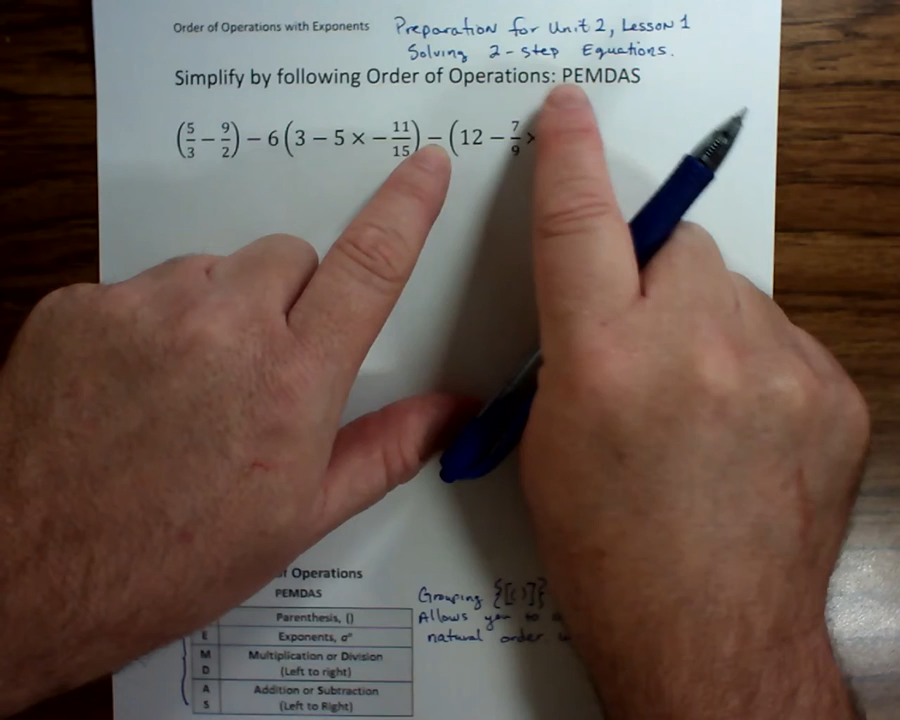 Order of Operations with Exponents
Preparation for Unit 2, Lesson 1
Solving 2-step Equations.
Simplify by following Order of Operations: PEMDAS
(5/3 − 9/2) − 6(3 − 5 × −11/15) − (12 − 7/9 ×
of Operations
PEMDAS
Parenthesis, ()
E Exponents, aⁿ
M Multiplication or Division
D (Left to right)
A Addition or Subtraction
S (Left to Right)
Grouping {[()]}
Allows you to
natural order.